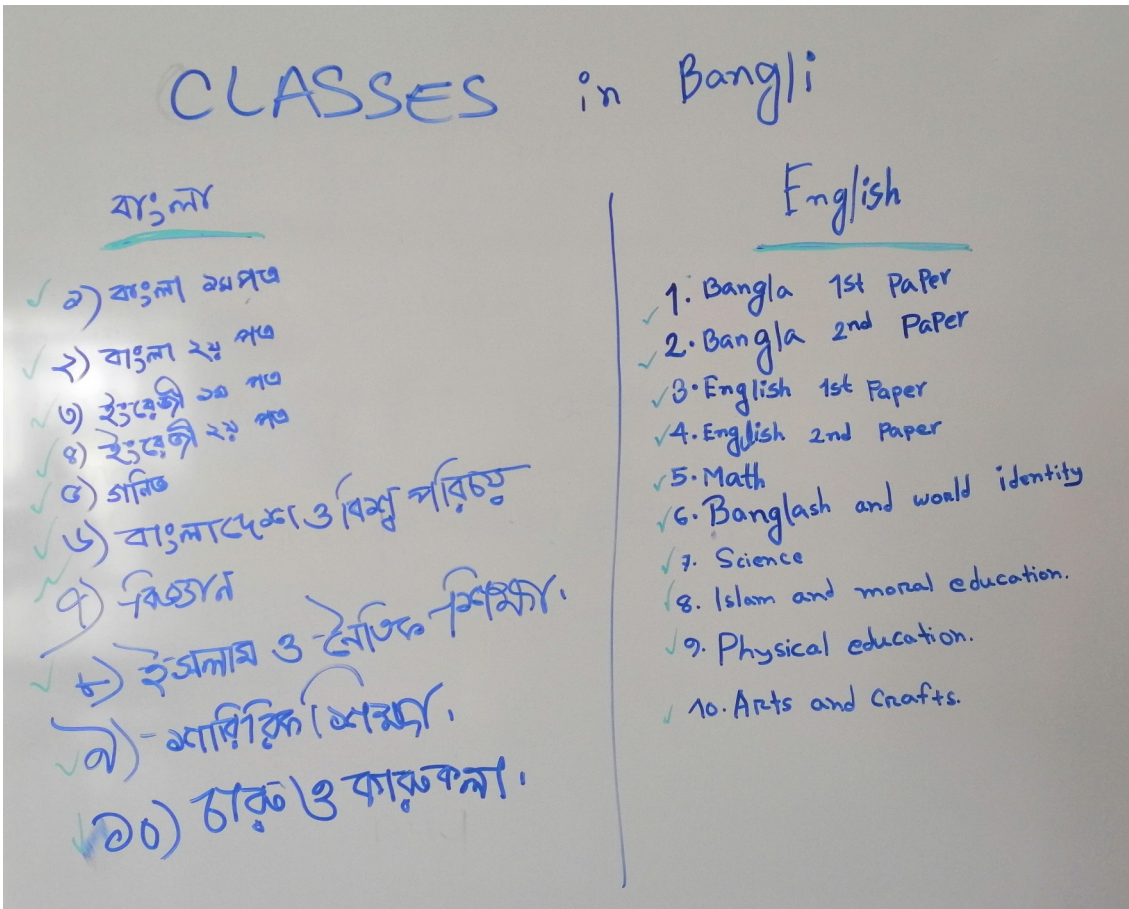 CLASSES in Bangli
বাংলা
১) বাংলা ১ম পত্র
২) বাংলা ২য় পত্র
৩) ইংরেজী ১ম পত্র
৪) ইংরেজী ২য় পত্র
৫) গনিত
৬) বাংলাদেশ ও বিশ্ব পরিচয়
৭) বিজ্ঞান
৮) ইসলাম ও নৈতিক শিক্ষা.
৯) শারিরিক শিক্ষা.
১০) চারু ও কারুকলা.
English
1. Bangla 1st Paper
2. Bangla 2nd Paper
3. English 1st Paper
4. English 2nd Paper
5. Math
6. Banglash and world identity
7. Science
8. Islam and moral education.
9. Physical education.
10. Arts and Crafts.